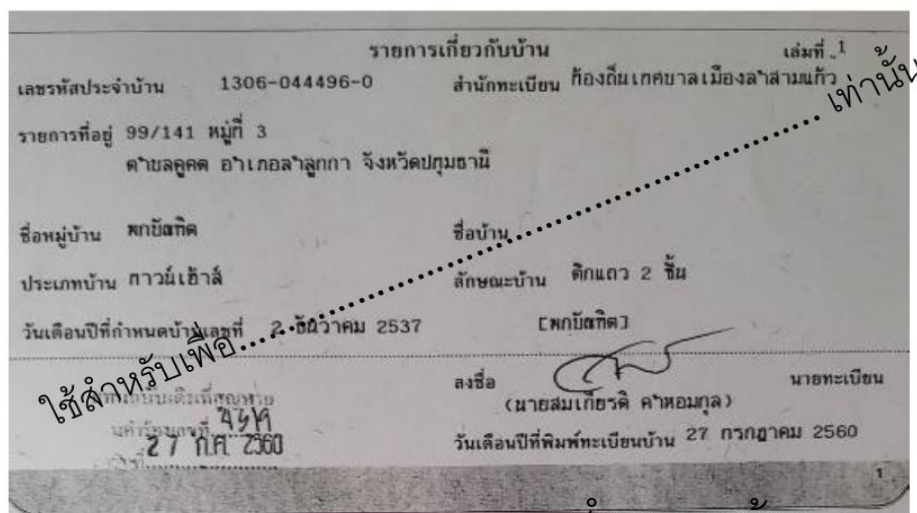 รายการเกี่ยวกับบ้าน
เล่มที่ 1
เลขรหัสประจำบ้าน 1306-044496-0 สำนักทะเบียน ท้องถิ่นเทศบาลเมืองลำสามแก้ว
รายการที่อยู่ 99/141 หมู่ที่ 3
ตำบลคูคต อำเภอลำลูกกา จังหวัดปทุมธานี
ชื่อหมู่บ้าน พฤกษ์บัณฑิต ชื่อบ้าน
ประเภทบ้าน ทาวน์เฮ้าส์ ลักษณะบ้าน ตึกแถว 2 ชั้น
วันเดือนปีที่กำหนดบ้านเลขที่ 2 ธันวาคม 2537
ใช้สำหรับเพื่อ.................... เท่านั้น
ลงชื่อ นายทะเบียน
(นายสมเกียรติ คำหอมกุล)
27 ก.ค. 2560
วันเดือนปีที่พิมพ์ทะเบียนบ้าน 27 กรกฎาคม 2560
1